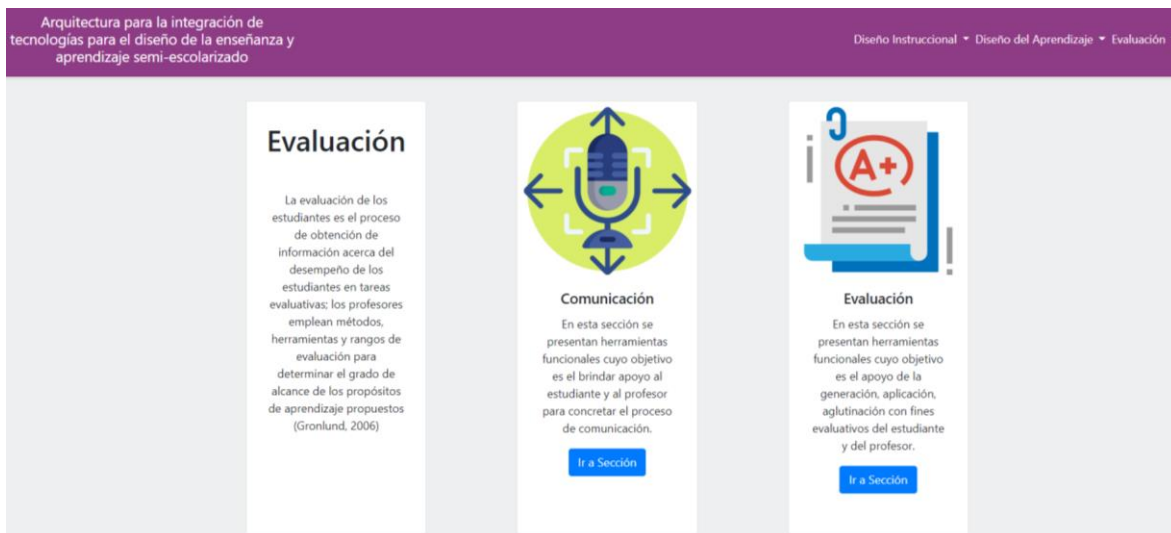 Arquitectura para la integración de
tecnologías para el diseño de la enseñanza y
aprendizaje semi-escolarizado
Diseño Instruccional Diseño del Aprendizaje Evaluación
Evaluación
La evaluación de los
estudiantes es el proceso
de obtención de
información acerca del
desempeño de los
estudiantes en tareas
evaluativas; los profesores
emplean métodos,
herramientas y rangos de
evaluación para
determinar el grado de
alcance de los propósitos
de aprendizaje propuestos
(Gronlund, 2006)
Comunicación
En esta sección se
presentan herramientas
funcionales cuyo objetivo
es el brindar apoyo al
estudiante y al profesor
para concretar el proceso
de comunicación.
Ir a Sección
A+
Evaluación
En esta sección se
presentan herramientas
funcionales cuyo objetivo
es el apoyo de la
generación, aplicación,
aglutinación con fines
evaluativos del estudiante
y del profesor.
Ir a Sección